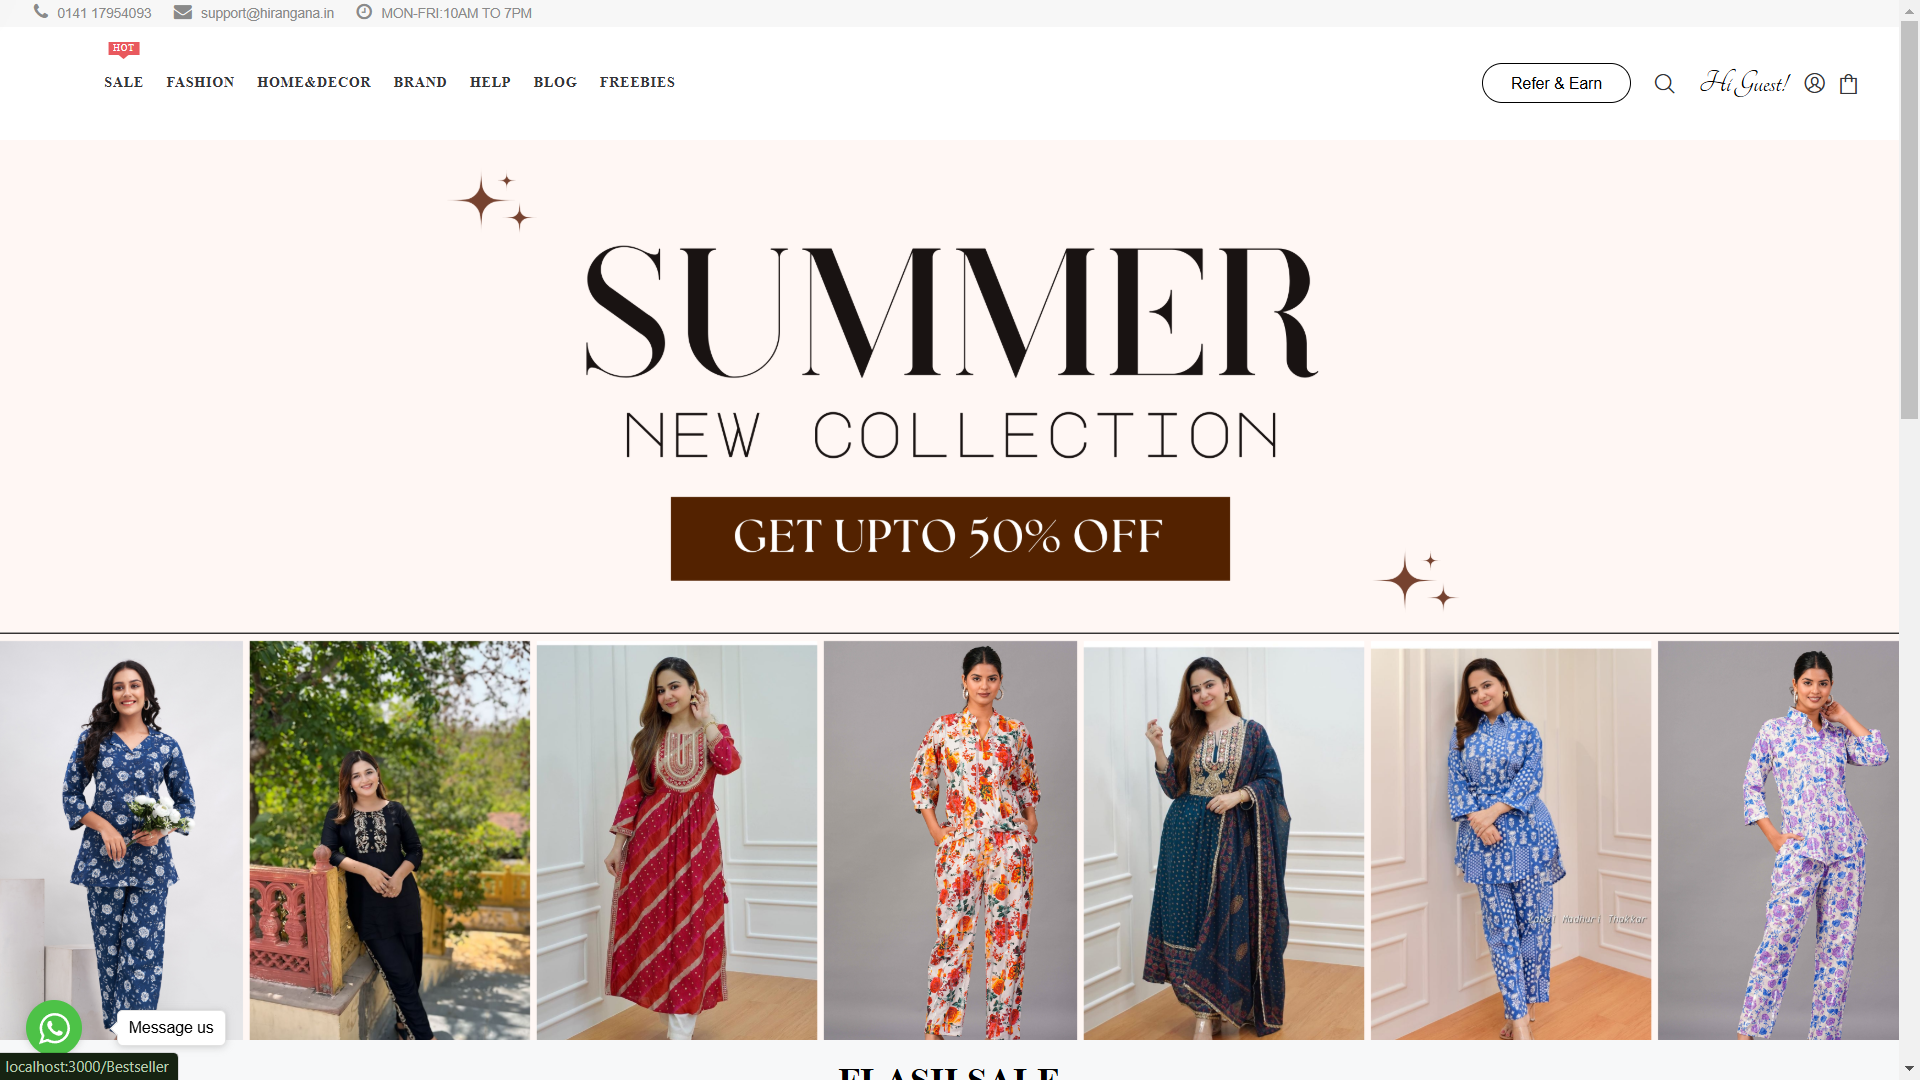 0141 17954093 support@hirangana.in MON-FRI:10AM TO 7PM
HOT
SALE FASHION HOME&DECOR BRAND HELP BLOG FREEBIES
Refer & Earn Hi Guest!
SUMMER
NEW COLLECTION
GET UPTO 50% OFF
Madhuri Thakkar
Message us
localhost:3000/Bestseller
FLASH SALE